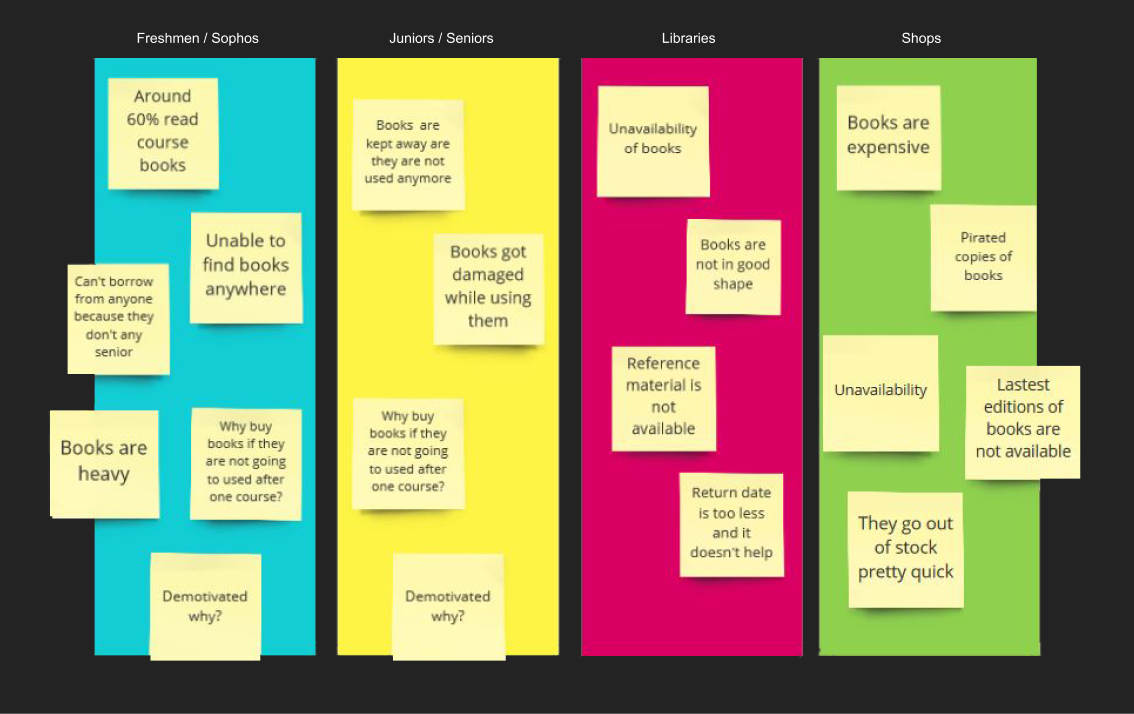 Freshmen / Sophos
Around
60% read
course
books
Unable to
find books
anywhere
Can't borrow
from anyone
because they
don't any
senior
Books are
heavy
Why buy
books if they
are not going
to used after
one course?
Demotivated
why?
Juniors / Seniors
Books are
kept away are
they are not
used anymore
Books got
damaged
while using
them
Why buy
books if they
are not going
to used after
one course?
Demotivated
why?
Libraries
Unavailability
of books
Books are
not in good
shape
Reference
material is
not
available
Return date
is too less
and it
doesn't help
Shops
Books are
expensive
Pirated
copies of
books
Unavailability
Lastest
editions of
books are
not available
They go out
of stock
pretty quick